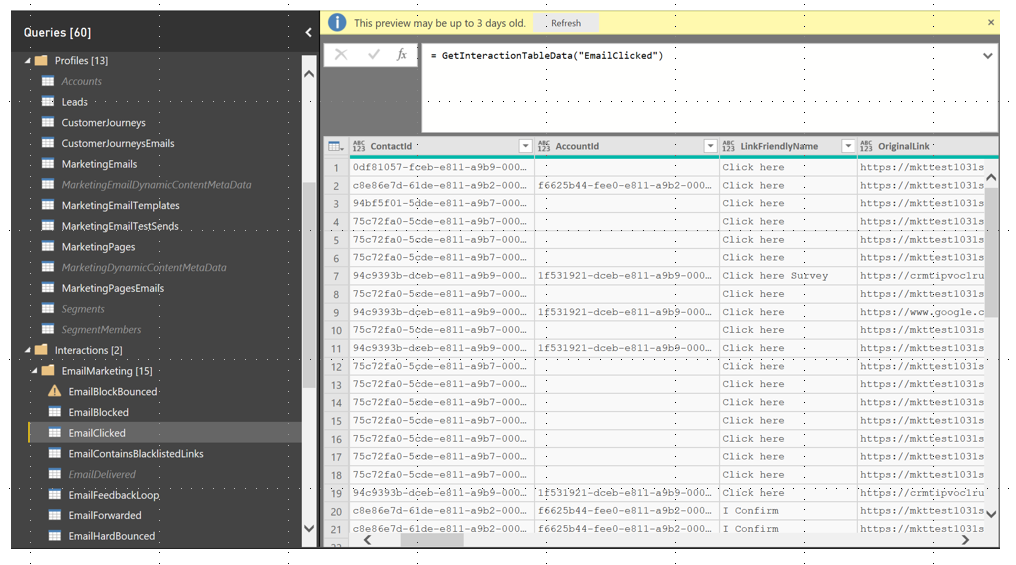 Queries [60]
Profiles [13]
Accounts
Leads
CustomerJourneys
CustomerJourneysEmails
MarketingEmails
MarketingEmailDynamicContentMetaData
MarketingEmailTemplates
MarketingEmailTestSends
MarketingPages
MarketingDynamicContentMetaData
MarketingPagesEmails
Segments
SegmentMembers
Interactions [2]
EmailMarketing [15]
EmailBlockBounced
EmailBlocked
EmailClicked
EmailContainsBlacklistedLinks
EmailDelivered
EmailFeedbackLoop
EmailForwarded
EmailHardBounced
This preview may be up to 3 days old. Refresh
fx = GetInteractionTableData("EmailClicked")
ABC 123 ContactId ABC 123 AccountId ABC 123 LinkFriendlyName ABC 123 OriginalLink
1 0df81057-fceb-e811-a9b9-000... Click here https://mkttest1031s
2 c8e86e7d-61de-e811-a9b2-000... f6625b44-fee0-e811-a9b2-000... Click here https://mkttest1031s
3 94bf5f01-5dde-e811-a9b7-000... Click here https://mkttest1031s
4 75c72fa0-5cde-e811-a9b7-000... Click here https://mkttest1031s
5 75c72fa0-5cde-e811-a9b7-000... Click here https://mkttest1031s
6 75c72fa0-5cde-e811-a9b7-000... Click here https://mkttest1031s
7 94c9393b-dceb-e811-a9b9-000... 1f531921-dceb-e811-a9b9-000... Click here Survey https://crmtipvoclru
8 75c72fa0-5cde-e811-a9b7-000... Click here https://mkttest1031s
9 94c9393b-dceb-e811-a9b9-000... 1f531921-dceb-e811-a9b9-000... Click here https://www.google.c
10 75c72fa0-5cde-e811-a9b7-000... Click here https://mkttest1031s
11 94c9393b-dceb-e811-a9b9-000... 1f531921-dceb-e811-a9b9-000... Click here https://mkttest1031s
12 75c72fa0-5cde-e811-a9b7-000... Click here https://mkttest1031s
13 75c72fa0-5cde-e811-a9b7-000... Click here https://mkttest1031s
14 75c72fa0-5cde-e811-a9b7-000... Click here https://mkttest1031s
15 75c72fa0-5cde-e811-a9b7-000... Click here https://mkttest1031s
16 75c72fa0-5cde-e811-a9b7-000... Click here https://mkttest1031s
17 75c72fa0-5cde-e811-a9b7-000... Click here https://mkttest1031s
18 75c72fa0-5cde-e811-a9b7-000... Click here https://mkttest1031s
19 94c9393b-dceb-e811-a9b9-000... 1f531921-dceb-e811-a9b9-000... Click here https://crmtipvoclru
20 c8e86e7d-61de-e811-a9b2-000... f6625b44-fee0-e811-a9b2-000... I Confirm https://mkttest1031s
21 c8e86e7d-61de-e811-a9b2-000... f6625b44-fee0-e811-a9b2-000... I Confirm https://mkttest1031s